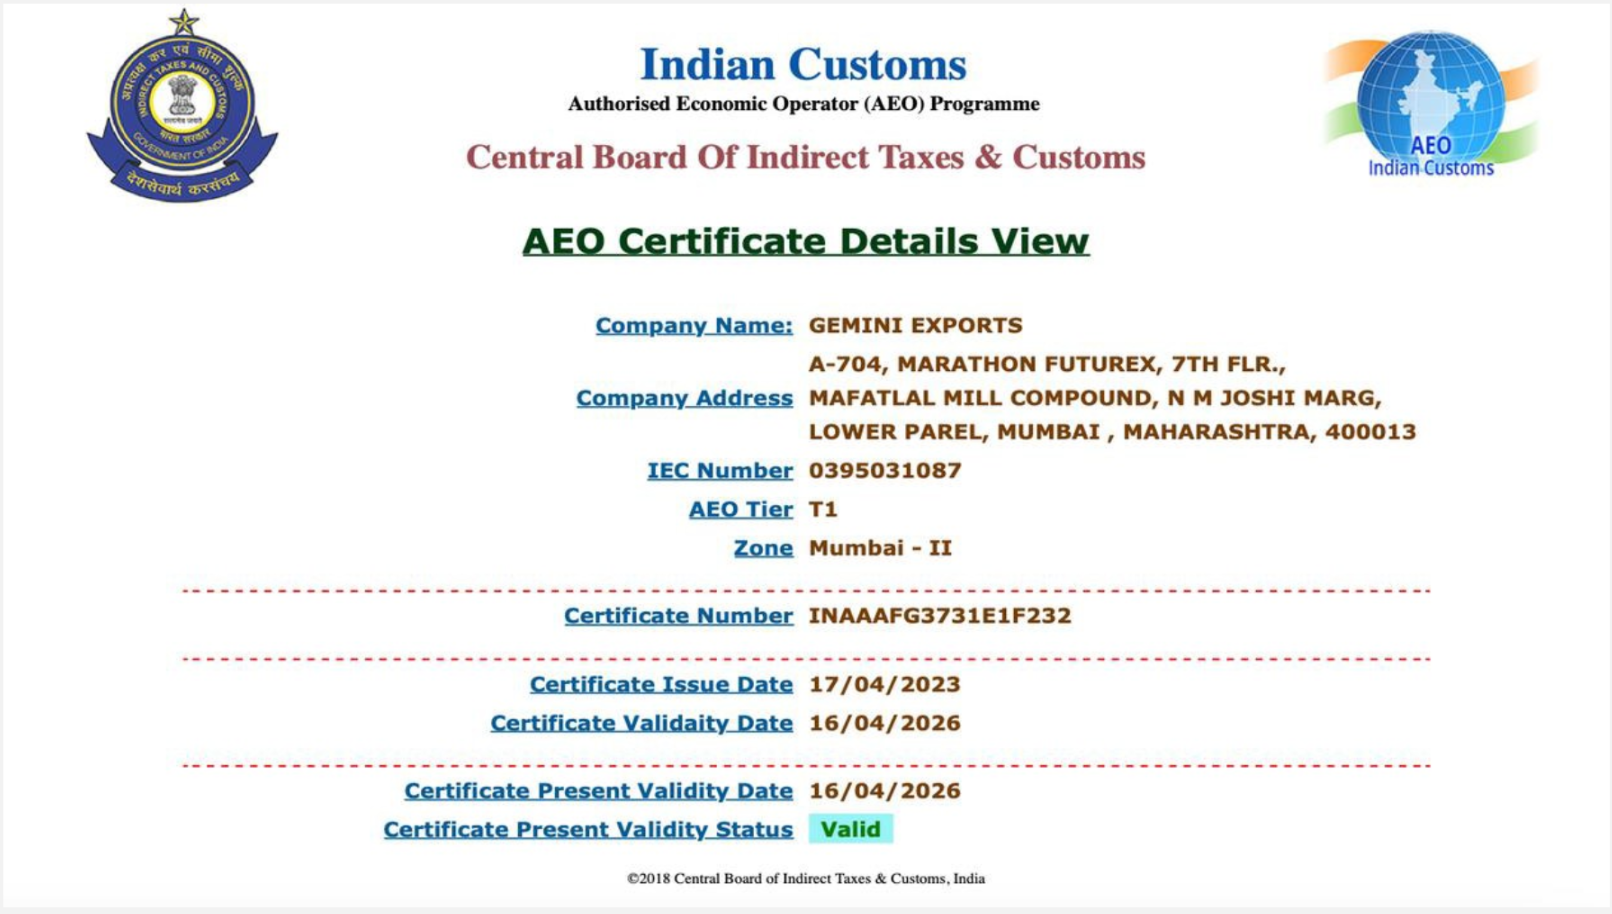 अप्रत्यक्ष कर एवं सीमा शुल्क
INDIRECT TAXES AND CUSTOMS
सत्यमेव जयते
भारत सरकार
GOVERNMENT OF INDIA
देशसेवार्थ करसंचय
Indian Customs
Authorised Economic Operator (AEO) Programme
Central Board Of Indirect Taxes & Customs
AEO
Indian Customs
AEO Certificate Details View
Company Name: GEMINI EXPORTS
A-704, MARATHON FUTUREX, 7TH FLR.,
Company Address MAFATLAL MILL COMPOUND, N M JOSHI MARG,
LOWER PAREL, MUMBAI , MAHARASHTRA, 400013
IEC Number 0395031087
AEO Tier T1
Zone Mumbai - II
Certificate Number INAAAFG3731E1F232
Certificate Issue Date 17/04/2023
Certificate Validaity Date 16/04/2026
Certificate Present Validity Date 16/04/2026
Certificate Present Validity Status Valid
©2018 Central Board of Indirect Taxes & Customs, India